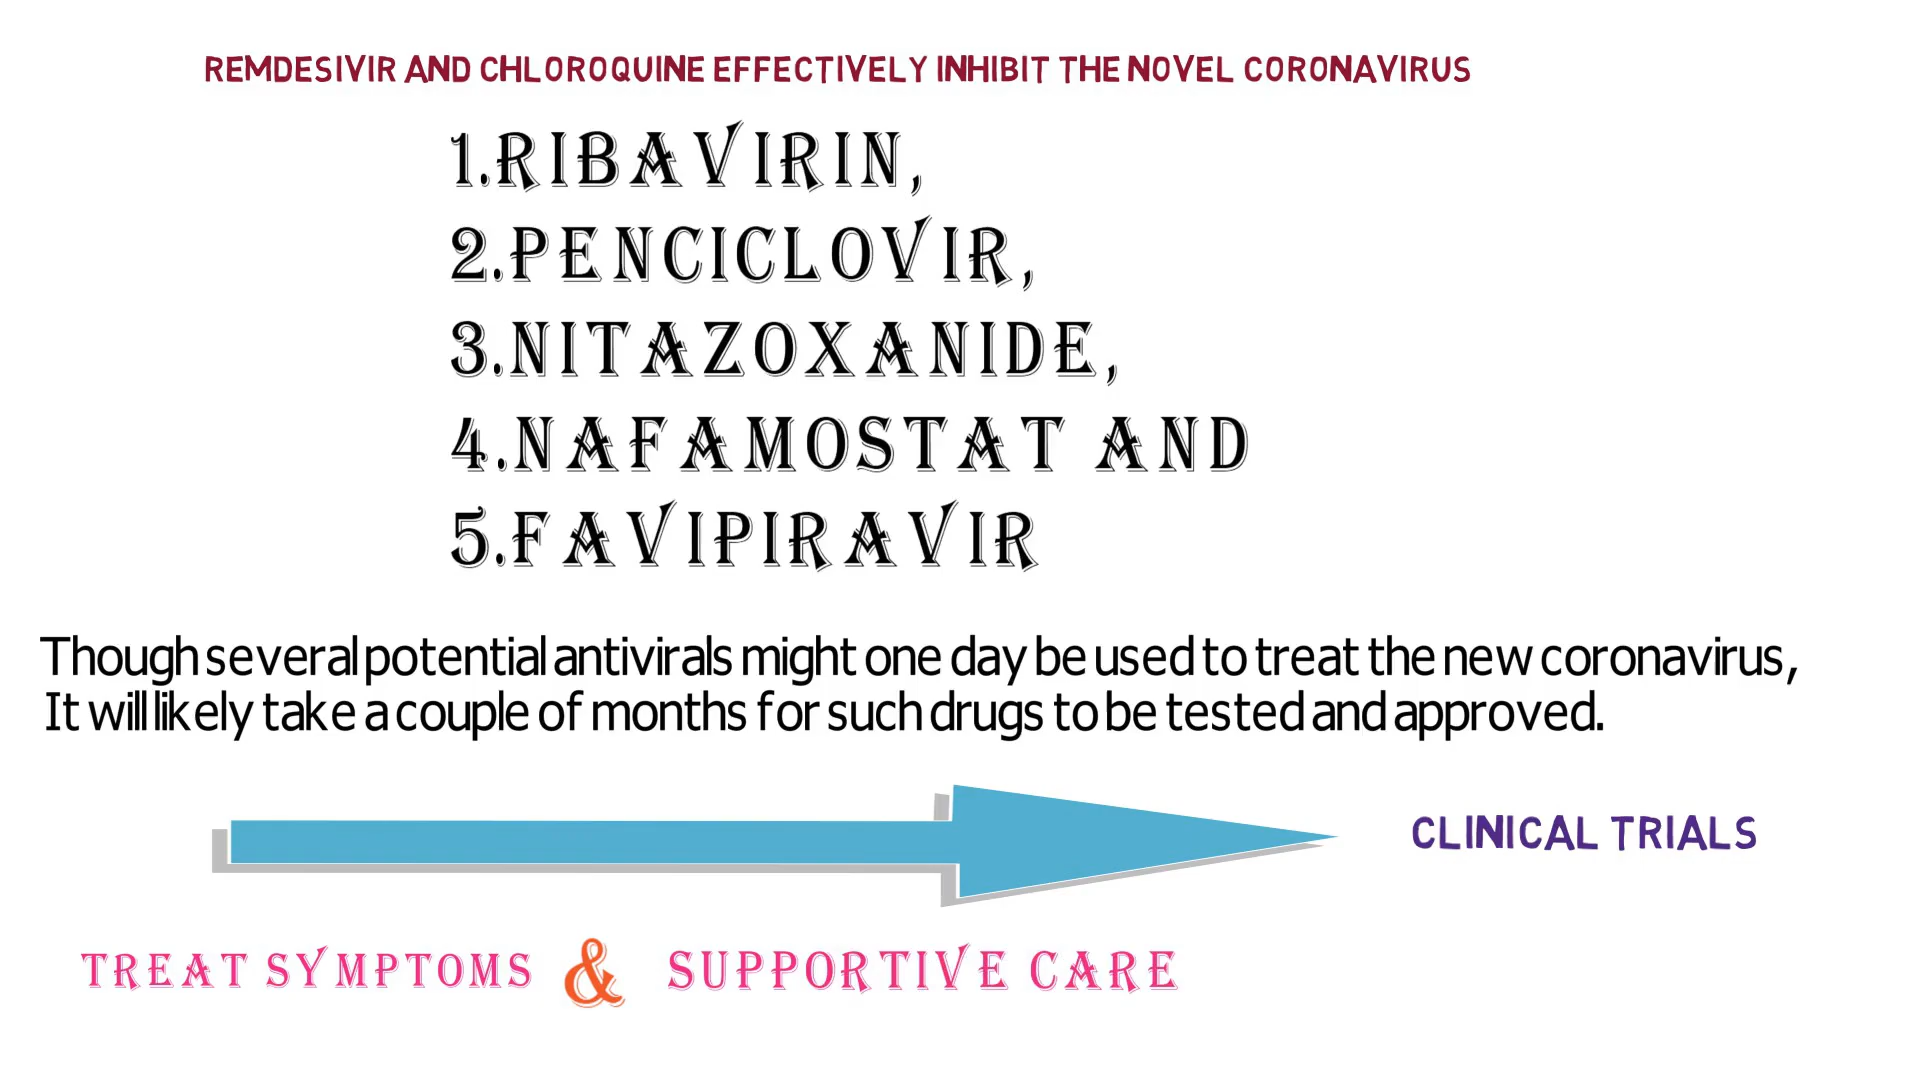 REMDESIVIR AND CHLOROQUINE EFFECTIVELY INHIBIT THE NOVEL CORONAVIRUS
1.RIBAVIRIN,
2.PENCICLOVIR,
3.NITAZOXANIDE,
4.NAFAMOSTAT AND
5.FAVIPIRAVIR
Though several potential antivirals might one day be used to treat the new coronavirus,
It will likely take a couple of months for such drugs to be tested and approved.
CLINICAL TRIALS
TREAT SYMPTOMS & SUPPORTIVE CARE